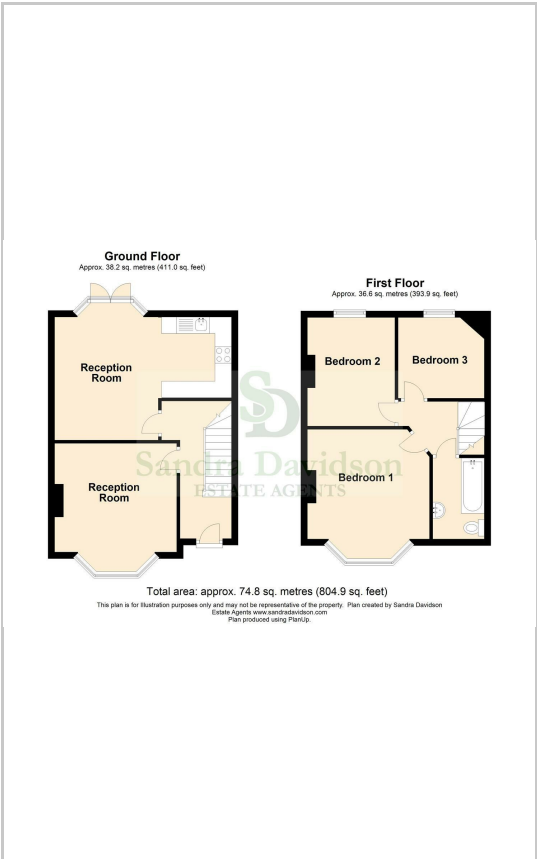 Ground Floor
Approx. 38.2 sq. metres (411.0 sq. feet)
Reception
Room
Reception
Room
First Floor
Approx. 36.6 sq. metres (393.9 sq. feet)
Bedroom 2
Bedroom 3
Bedroom 1
SD
Sandra Davidson
ESTATE AGENTS
Total area: approx. 74.8 sq. metres (804.9 sq. feet)
This plan is for Illustration purposes only and may not be representative of the property. Plan created by Sandra Davidson
Estate Agents www.sandradavidson.com
Plan produced using PlanUp.